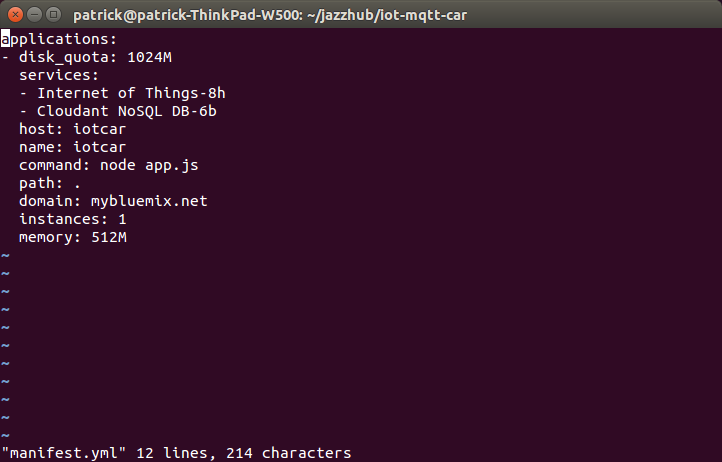 patrick@patrick-ThinkPad-W500: ~/jazzhub/iot-mqtt-car
applications:
- disk_quota: 1024M
  services:
  - Internet of Things-8h
  - Cloudant NoSQL DB-6b
  host: iotcar
  name: iotcar
  command: node app.js
  path: .
  domain: mybluemix.net
  instances: 1
  memory: 512M
~
~
~
~
~
~
~
~
~
~
~
"manifest.yml" 12 lines, 214 characters